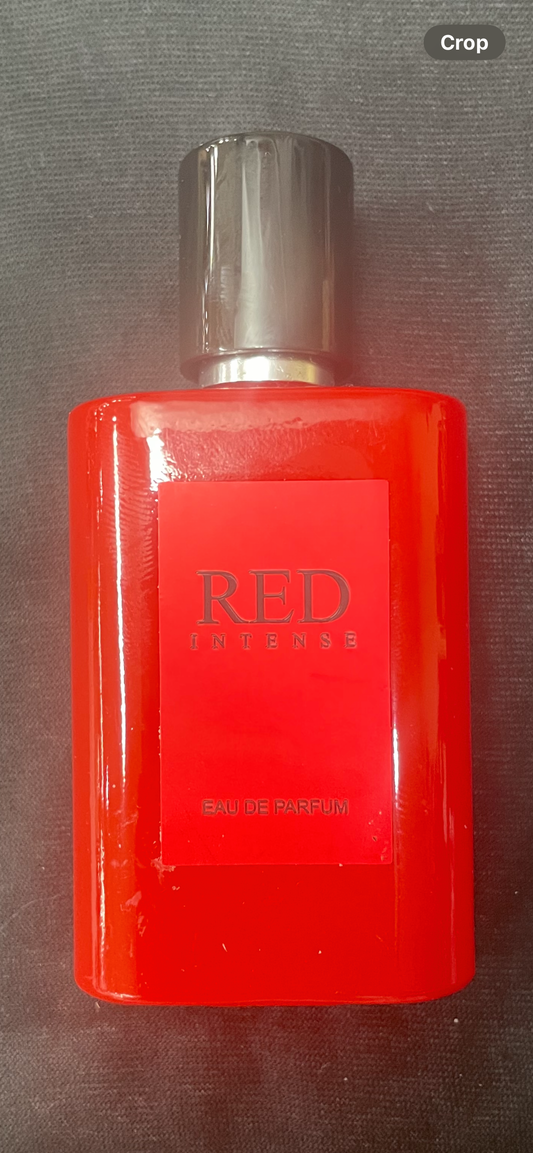 Crop
RED
INTENSE
EAU DE PARFUM